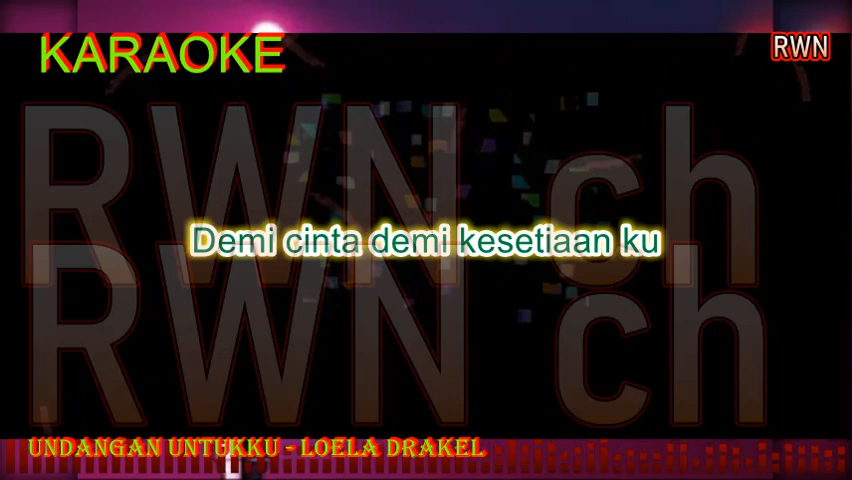 KARAOKE
RWN
RWN ch
Demi cinta demi kesetiaan ku
RWN ch
UNDANGAN UNTUKKU - LOELA DRAKEL